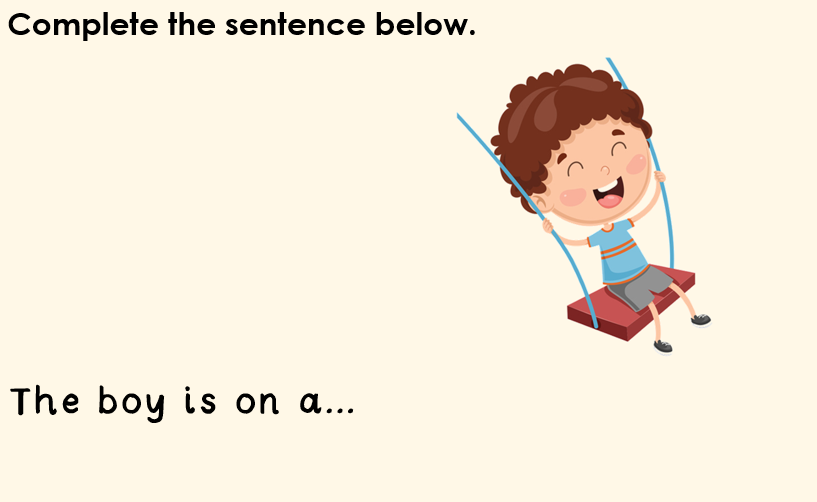 Complete the sentence below.
The boy is on a...